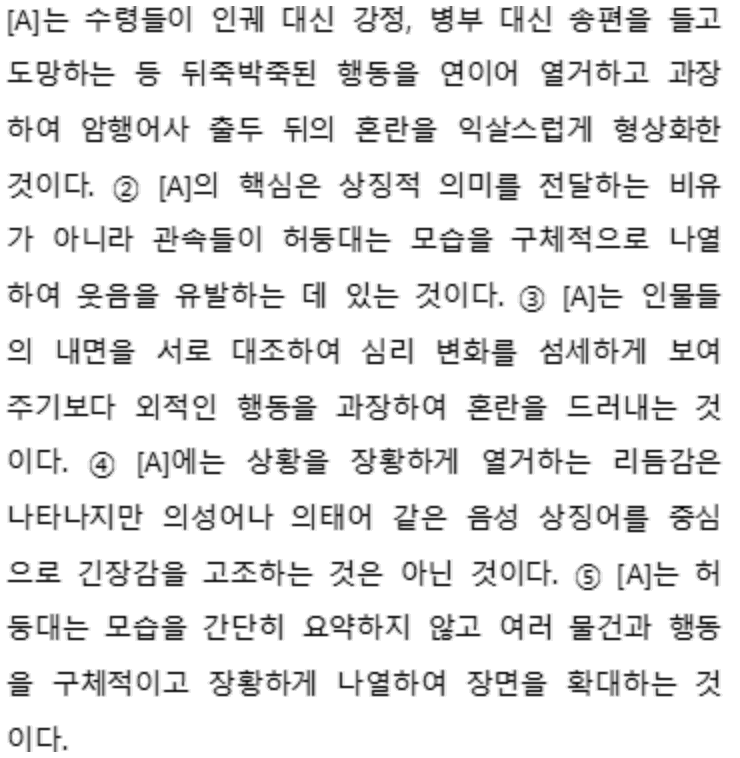 [A]는 수령들이 인궤 대신 강정, 병부 대신 송편을 들고
도망하는 등 뒤죽박죽된 행동을 연이어 열거하고 과장
하여 암행어사 출두 뒤의 혼란을 익살스럽게 형상화한
것이다. ② [A]의 핵심은 상징적 의미를 전달하는 비유
가 아니라 관속들이 허둥대는 모습을 구체적으로 나열
하여 웃음을 유발하는 데 있는 것이다. ③ [A]는 인물들
의 내면을 서로 대조하여 심리 변화를 섬세하게 보여
주기보다 외적인 행동을 과장하여 혼란을 드러내는 것
이다. ④ [A]에는 상황을 장황하게 열거하는 리듬감은
나타나지만 의성어나 의태어 같은 음성 상징어를 중심
으로 긴장감을 고조하는 것은 아닌 것이다. ⑤ [A]는 허
둥대는 모습을 간단히 요약하지 않고 여러 물건과 행동
을 구체적이고 장황하게 나열하여 장면을 확대하는 것
이다.